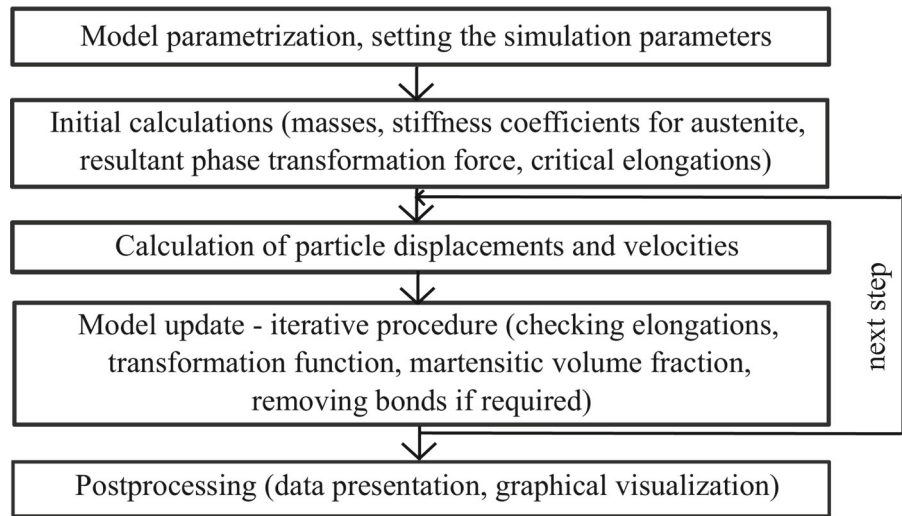 Model parametrization, setting the simulation parameters
Initial calculations (masses, stiffness coefficients for austenite,
resultant phase transformation force, critical elongations)
Calculation of particle displacements and velocities
Model update - iterative procedure (checking elongations,
transformation function, martensitic volume fraction,
removing bonds if required)
next step
Postprocessing (data presentation, graphical visualization)